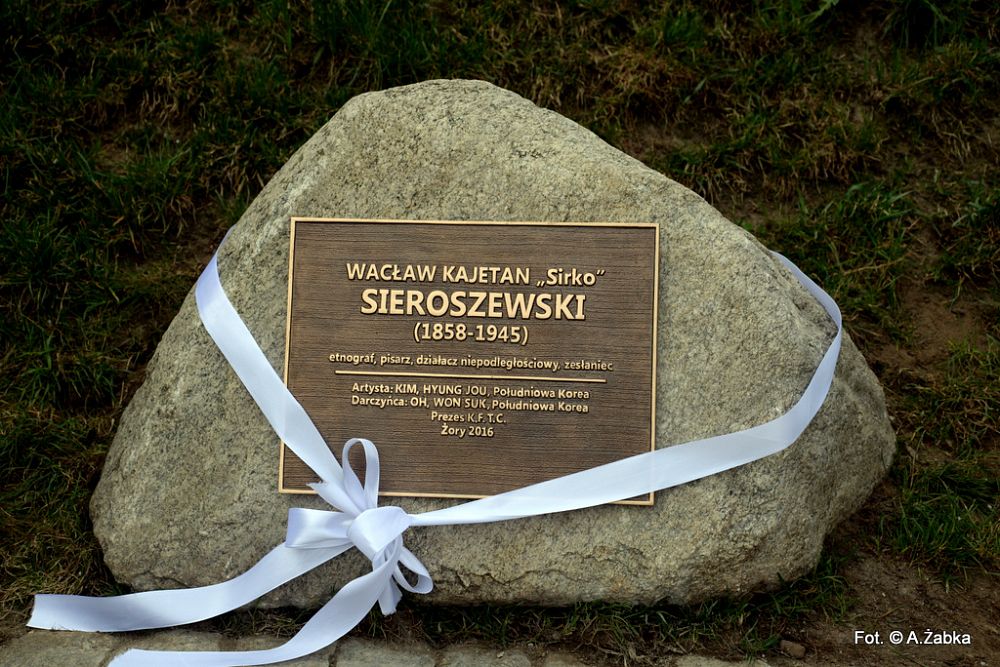 WACŁAW KAJETAN „Sirko”
SIEROSZEWSKI
(1858-1945)
etnograf, pisarz, działacz niepodległościowy, zesłaniec
Artysta: KIM, HYUNG JOU, Południowa Korea
Darczyńca: OH, WON SUK, Południowa Korea
Prezes K.F.T.C.
Żory 2016
Fot. © A.Żabka